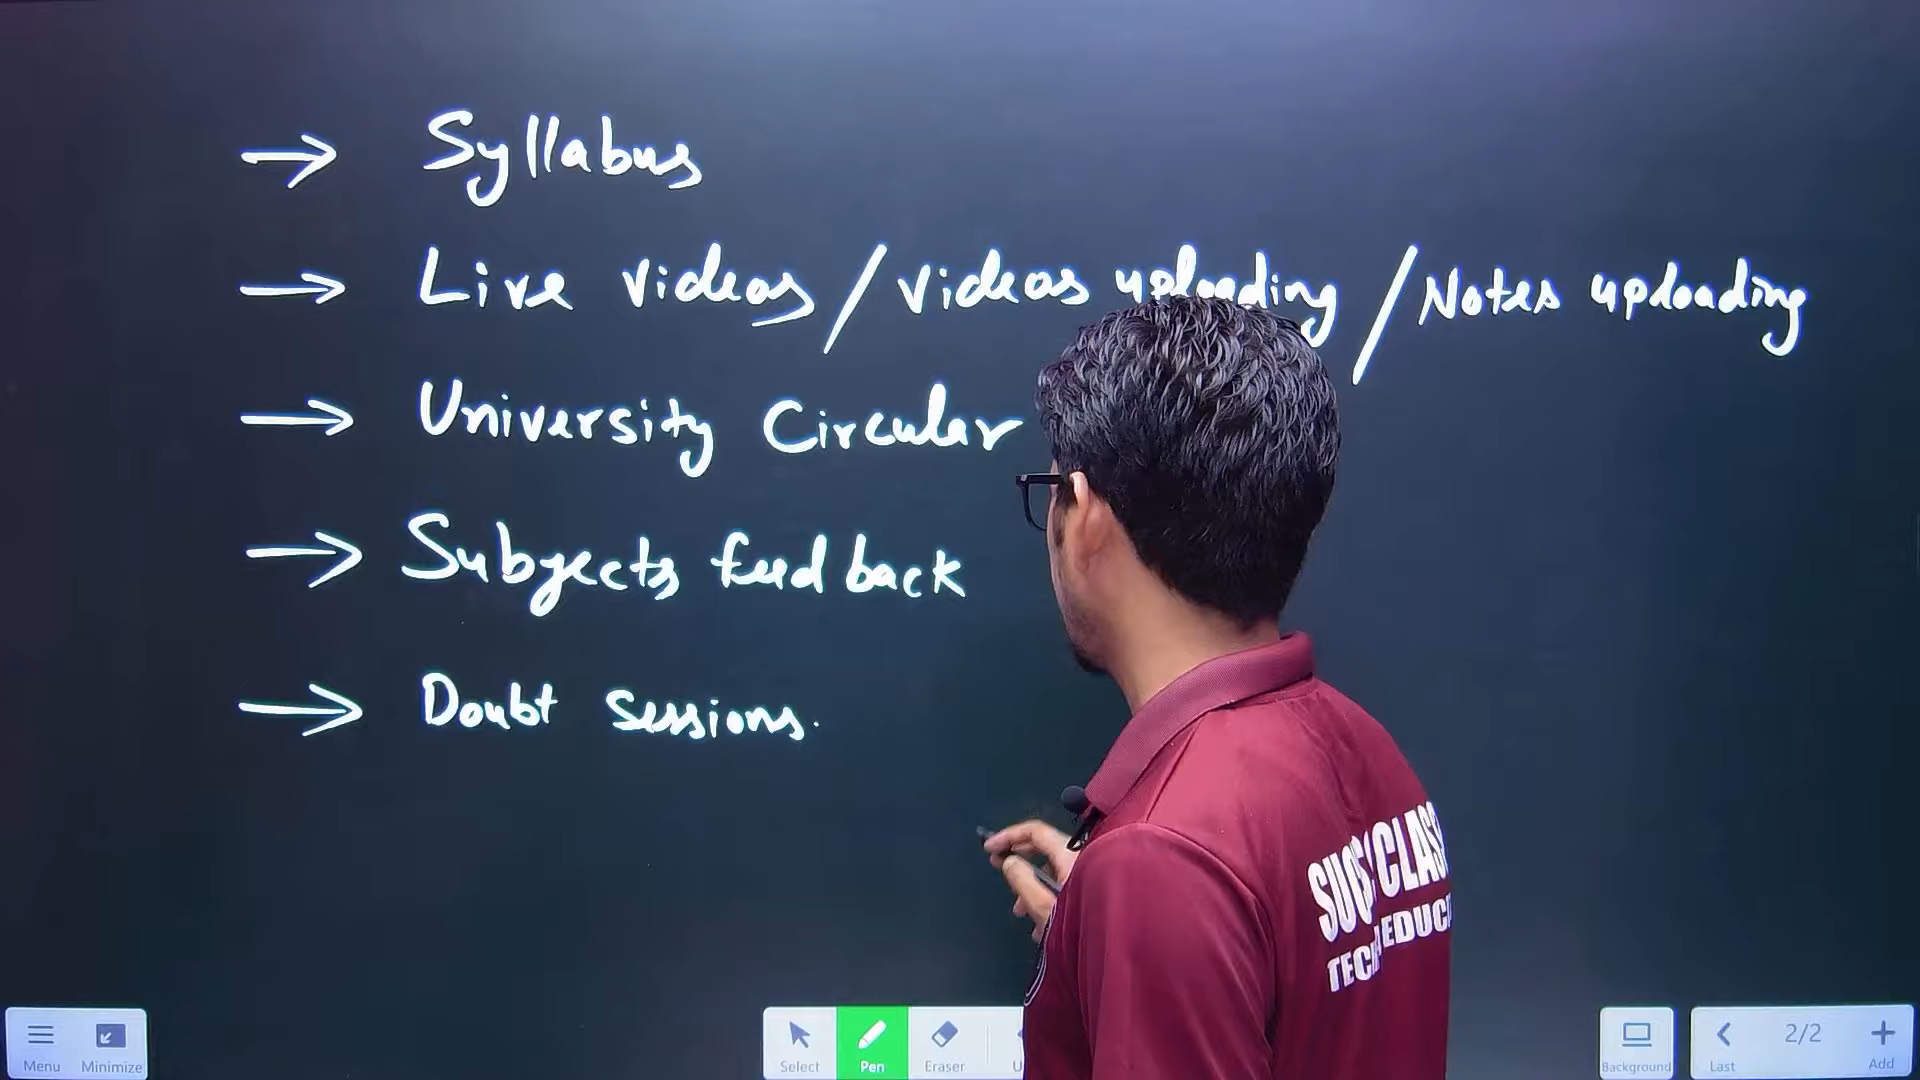 → Syllabus
→ Live videos / videos uploading / Notes uploading
→ University Circular
→ Subjects feedback
→ Doubt sessions.
Menu
Minimize
Select
Pen
Eraser
Background
Last
2/2
Add